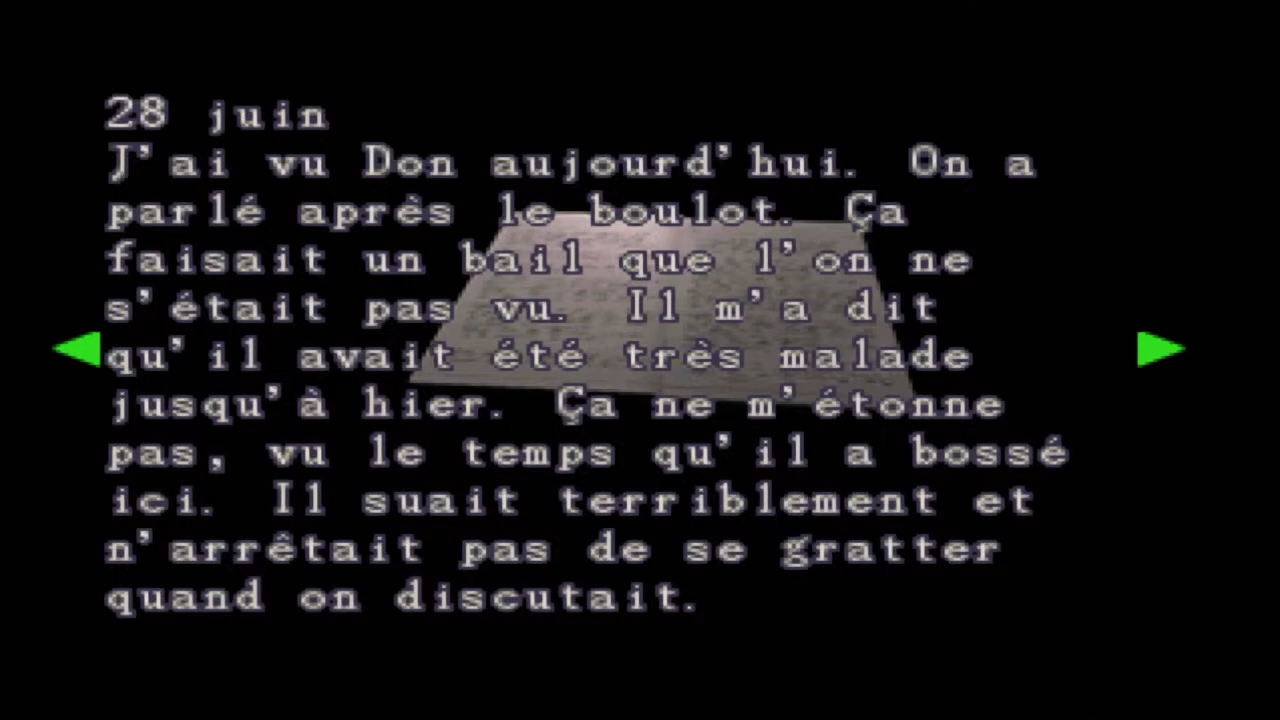 28 juin
J'ai vu Don aujourd'hui. On a
parlé après le boulot. Ça
faisait un bail que l'on ne
s'était pas vu. Il m'a dit
qu'il avait été très malade
jusqu'à hier. Ça ne m'étonne
pas, vu le temps qu'il a bossé
ici. Il suait terriblement et
n'arrêtait pas de se gratter
quand on discutait.